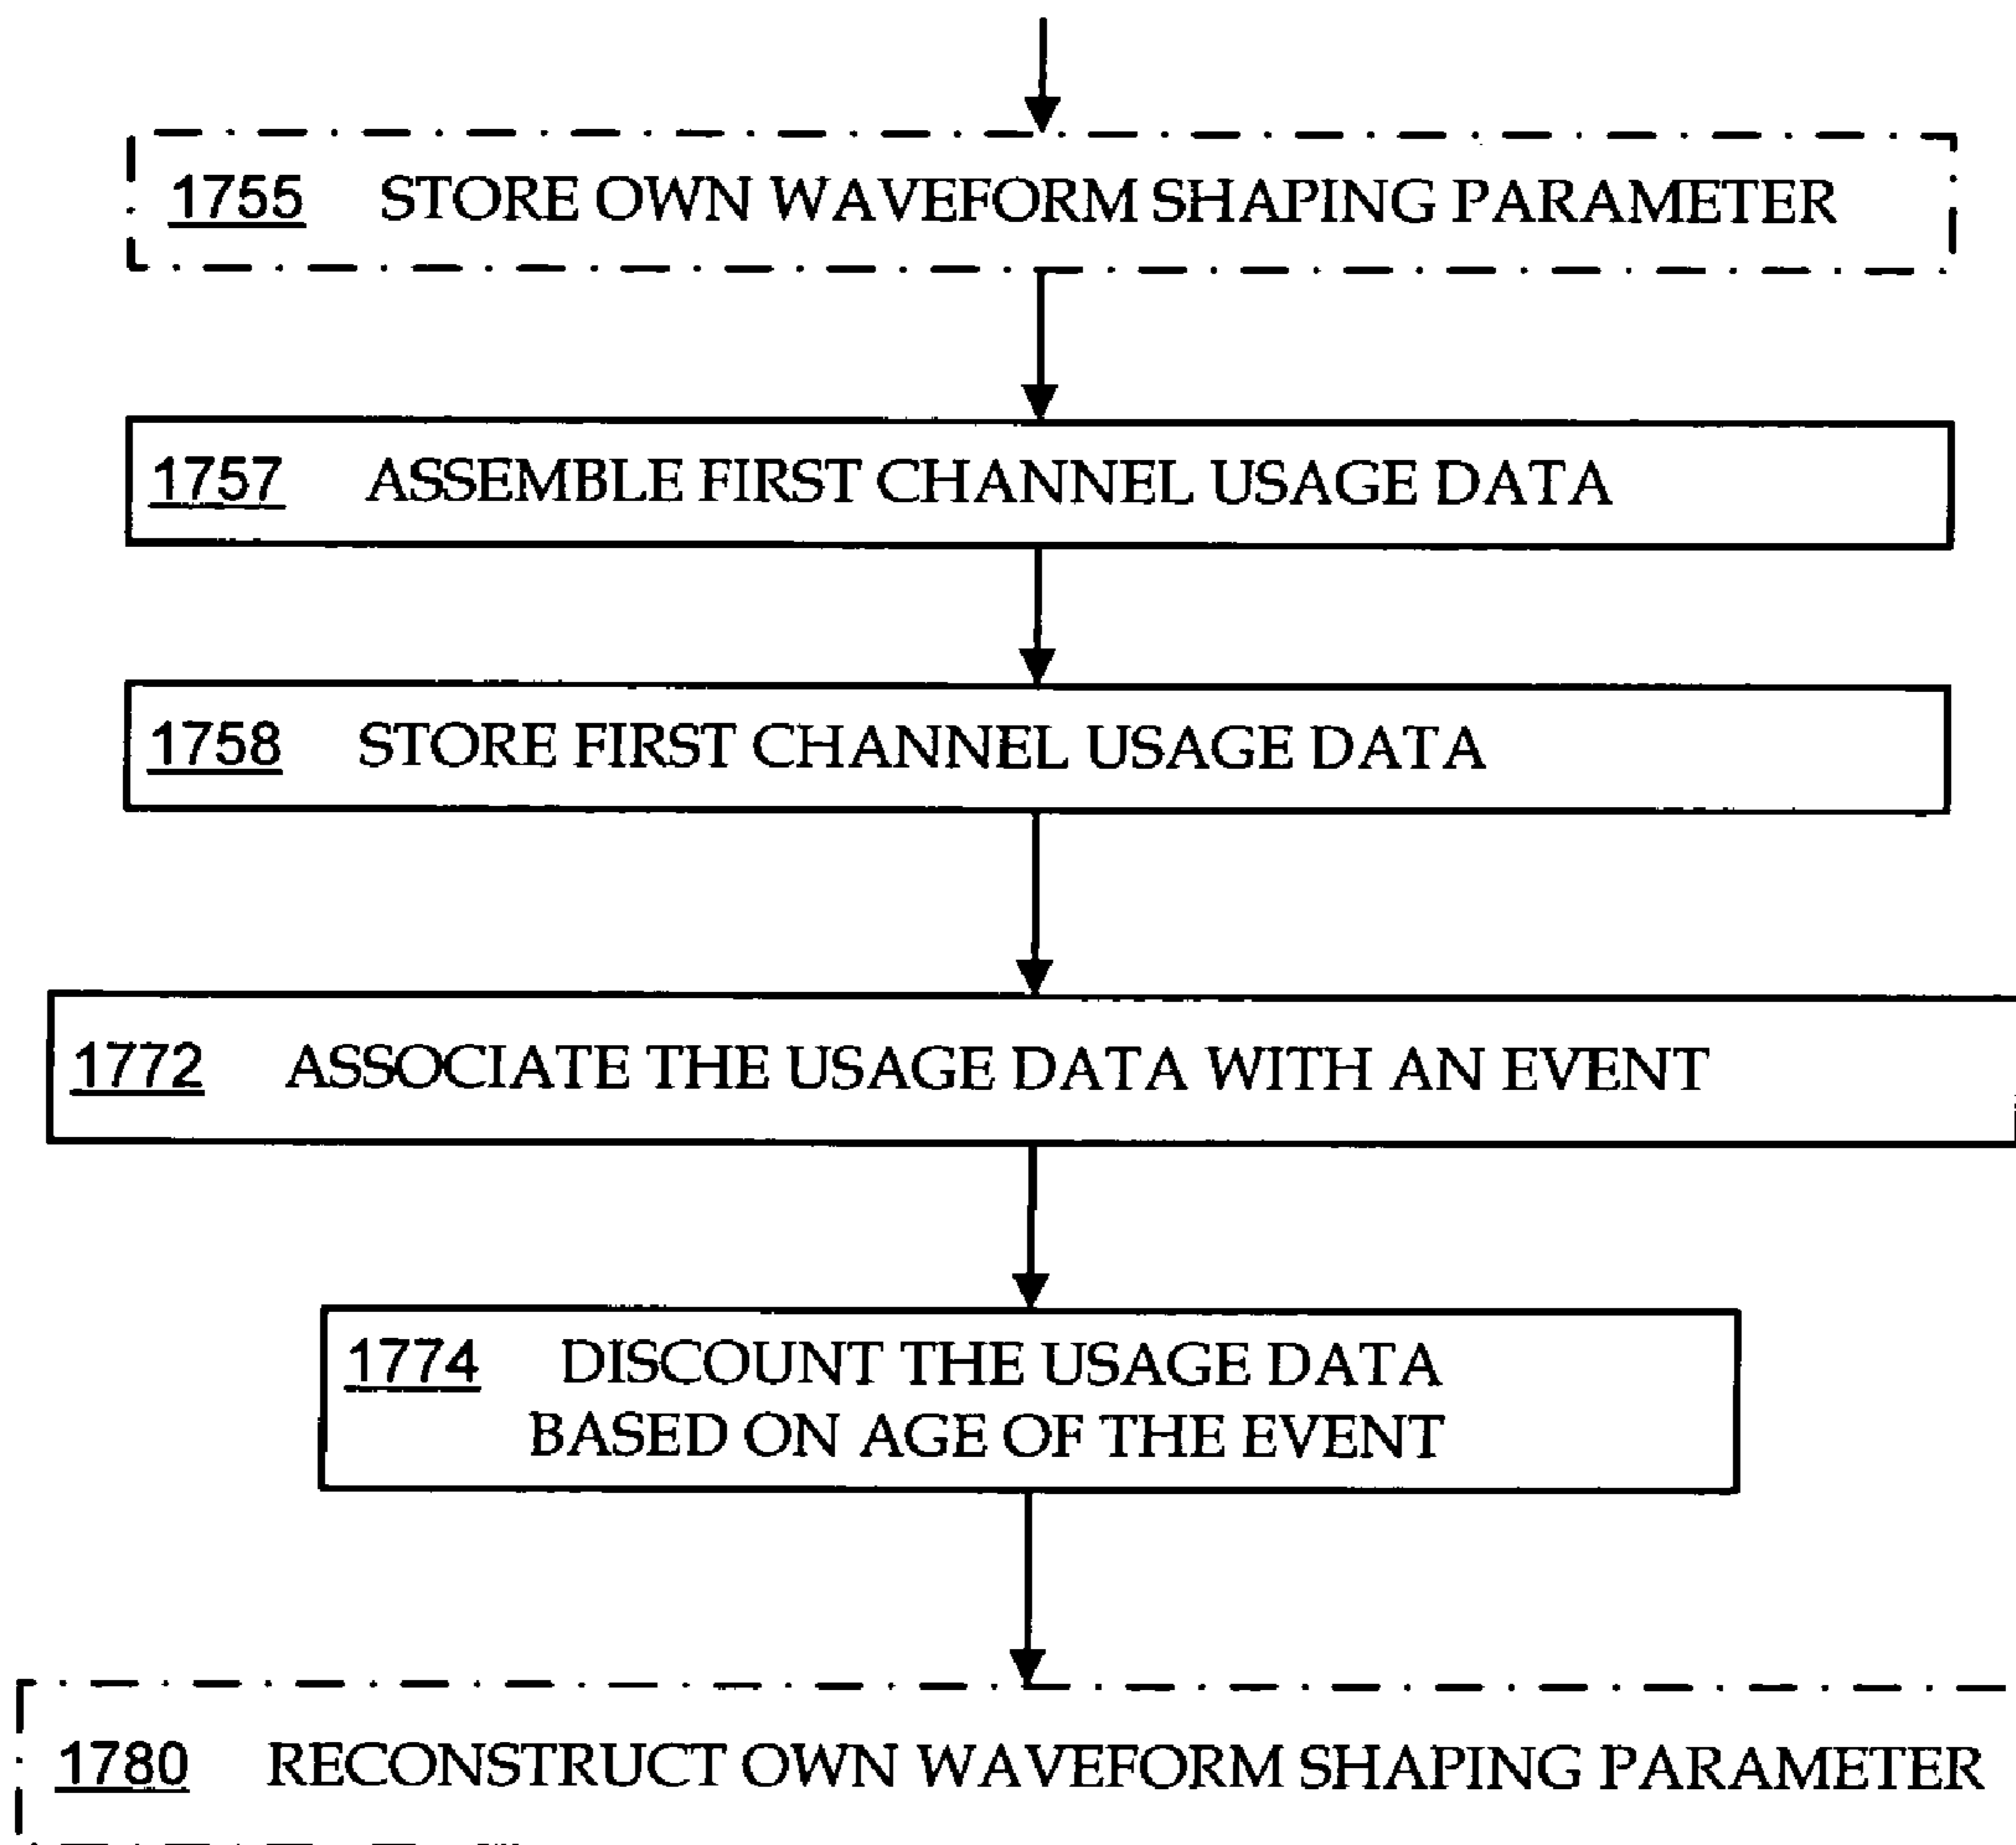 1755 STORE OWN WAVEFORM SHAPING PARAMETER
1757 ASSEMBLE FIRST CHANNEL USAGE DATA
1758 STORE FIRST CHANNEL USAGE DATA
1772 ASSOCIATE THE USAGE DATA WITH AN EVENT
1774 DISCOUNT THE USAGE DATA
BASED ON AGE OF THE EVENT
1780 RECONSTRUCT OWN WAVEFORM SHAPING PARAMETER